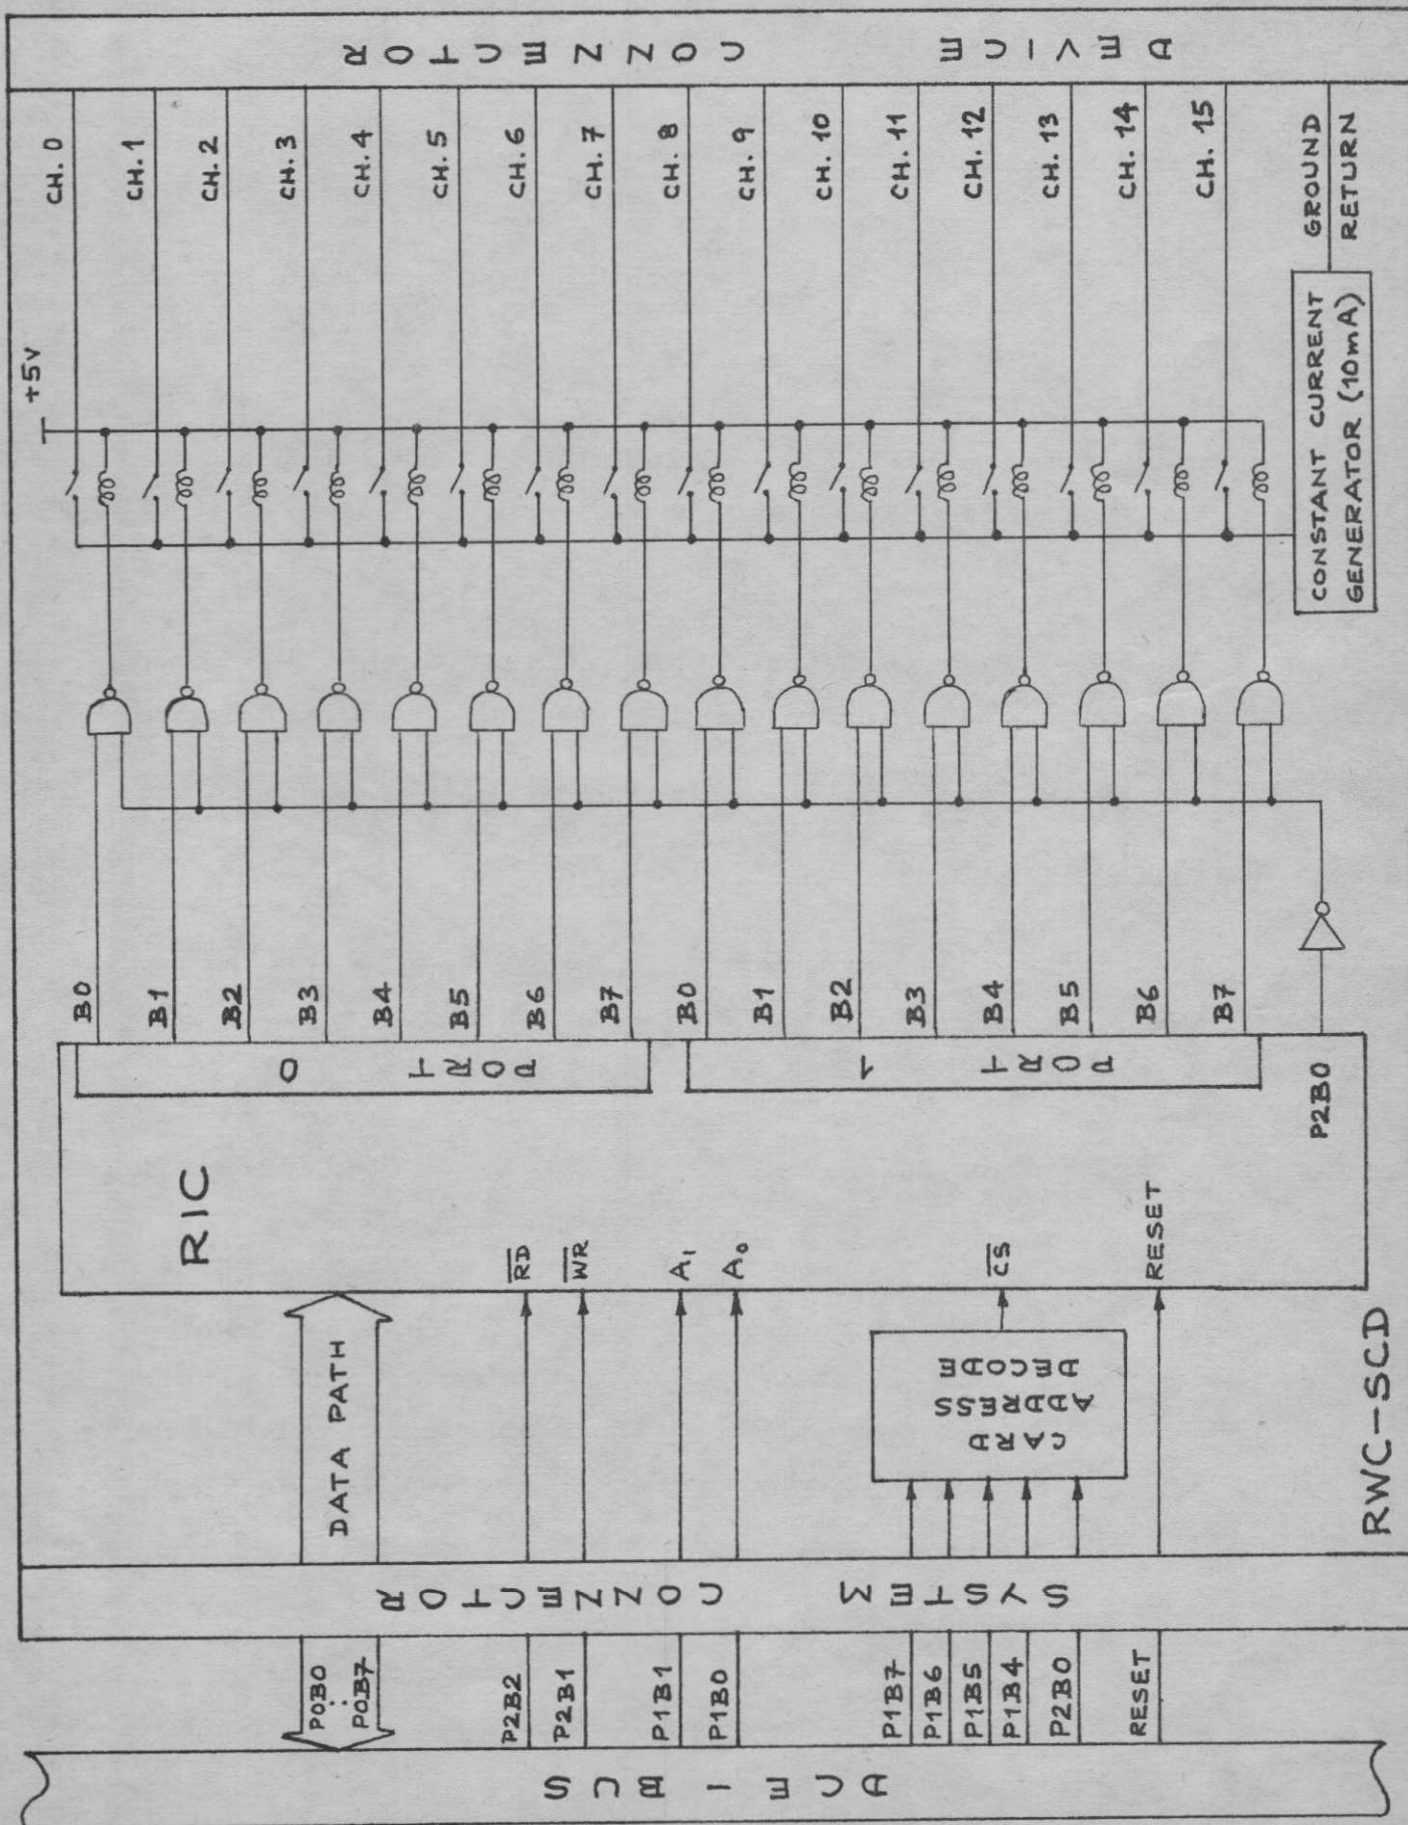 DEVICE CONNECTOR
CH. 0
CH. 1
CH. 2
CH. 3
CH. 4
CH. 5
CH. 6
CH. 7
CH. 8
CH. 9
CH. 10
CH. 11
CH. 12
CH. 13
CH. 14
CH. 15
GROUND
RETURN
+5V
CONSTANT CURRENT
GENERATOR (10mA)
B0
B1
B2
B3
B4
B5
B6
B7
B0
B1
B2
B3
B4
B5
B6
B7
PORT 0
PORT 1
P2B0
RIC
RD
WR
A1
A0
CS
RESET
DATA PATH
CARD
ADDRESS
DECODE
RWC-SCD
SYSTEM CONNECTOR
P0B0
:
P0B7
P2B2
P2B1
P1B1
P1B0
P1B7
P1B6
P1B5
P1B4
P2B0
RESET
DCE - BUS